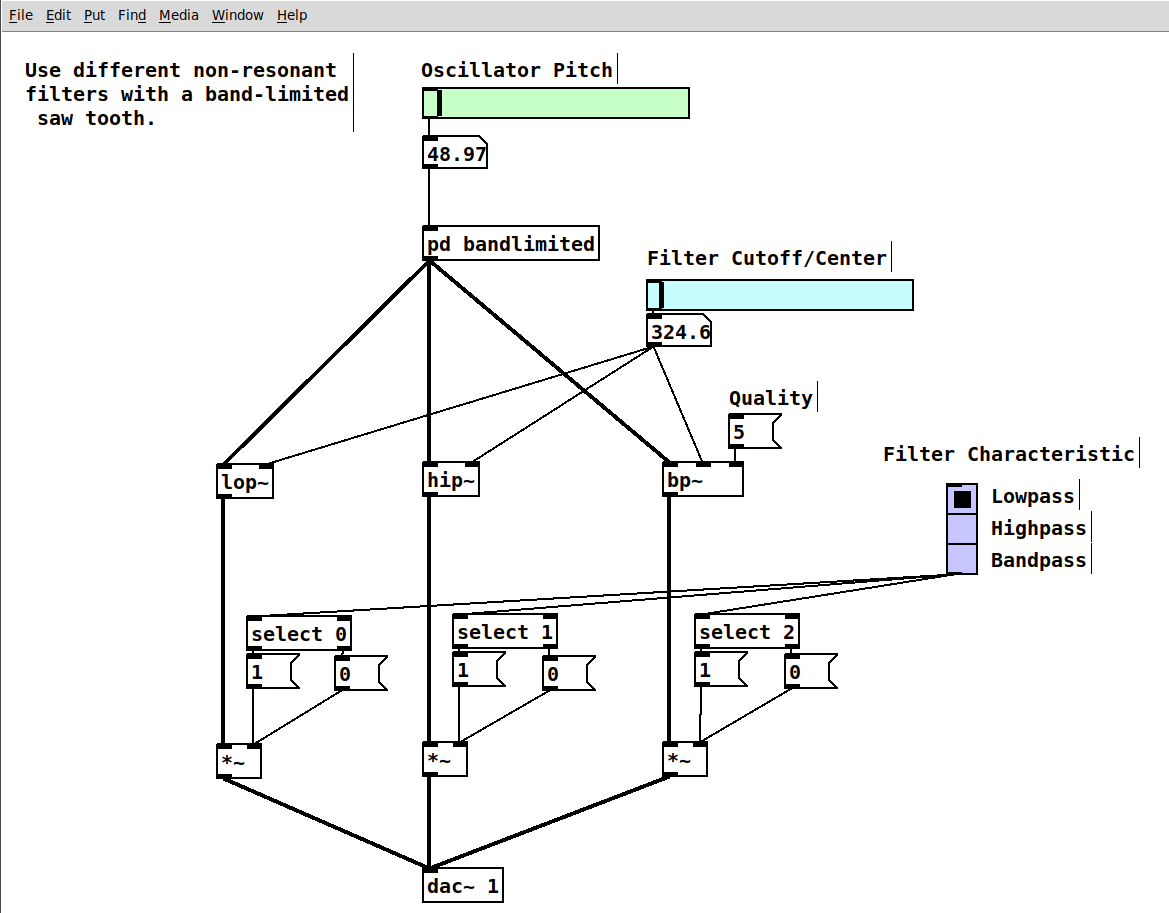 File Edit Put Find Media Window Help
Use different non-resonant
filters with a band-limited
saw tooth.
Oscillator Pitch
48.97
pd bandlimited
Filter Cutoff/Center
324.6
Quality
5
Filter Characteristic
lop~
hip~
bp~
Lowpass
Highpass
Bandpass
select 0
select 1
select 2
1
0
1
0
1
0
*~
*~
*~
dac~ 1